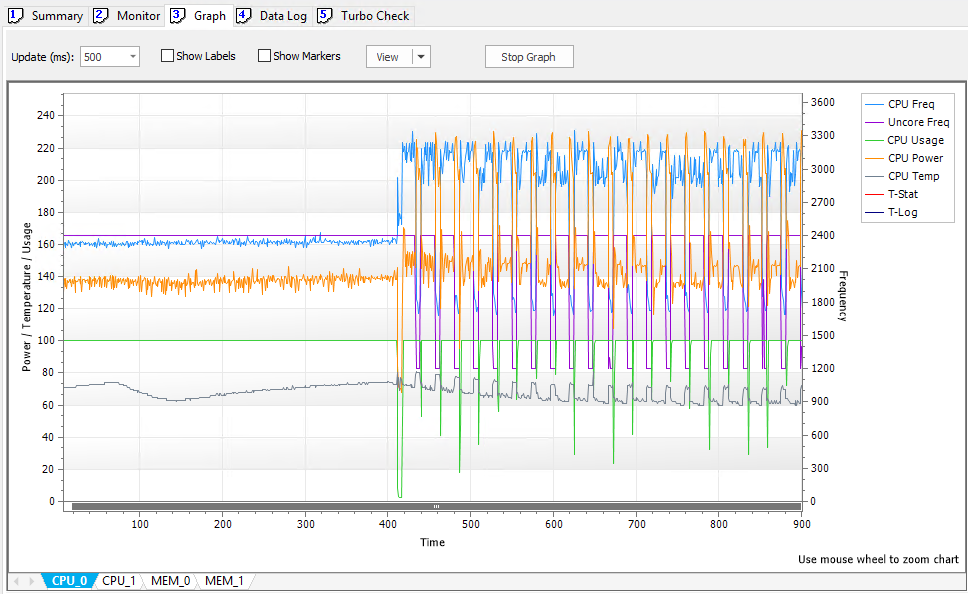 1 Summary 2 Monitor 3 Graph 4 Data Log 5 Turbo Check
Update (ms): 500 Show Labels Show Markers View Stop Graph
240
220
200
180
160
140
120
100
80
60
40
20
0
Power / Temperature / Usage
3600
3300
3000
2700
2400
2100
1800
1500
1200
900
600
300
0
Frequency
CPU Freq
Uncore Freq
CPU Usage
CPU Power
CPU Temp
T-Stat
T-Log
100 200 300 400 500 600 700 800 900
Time
Use mouse wheel to zoom chart
CPU_0 CPU_1 MEM_0 MEM_1